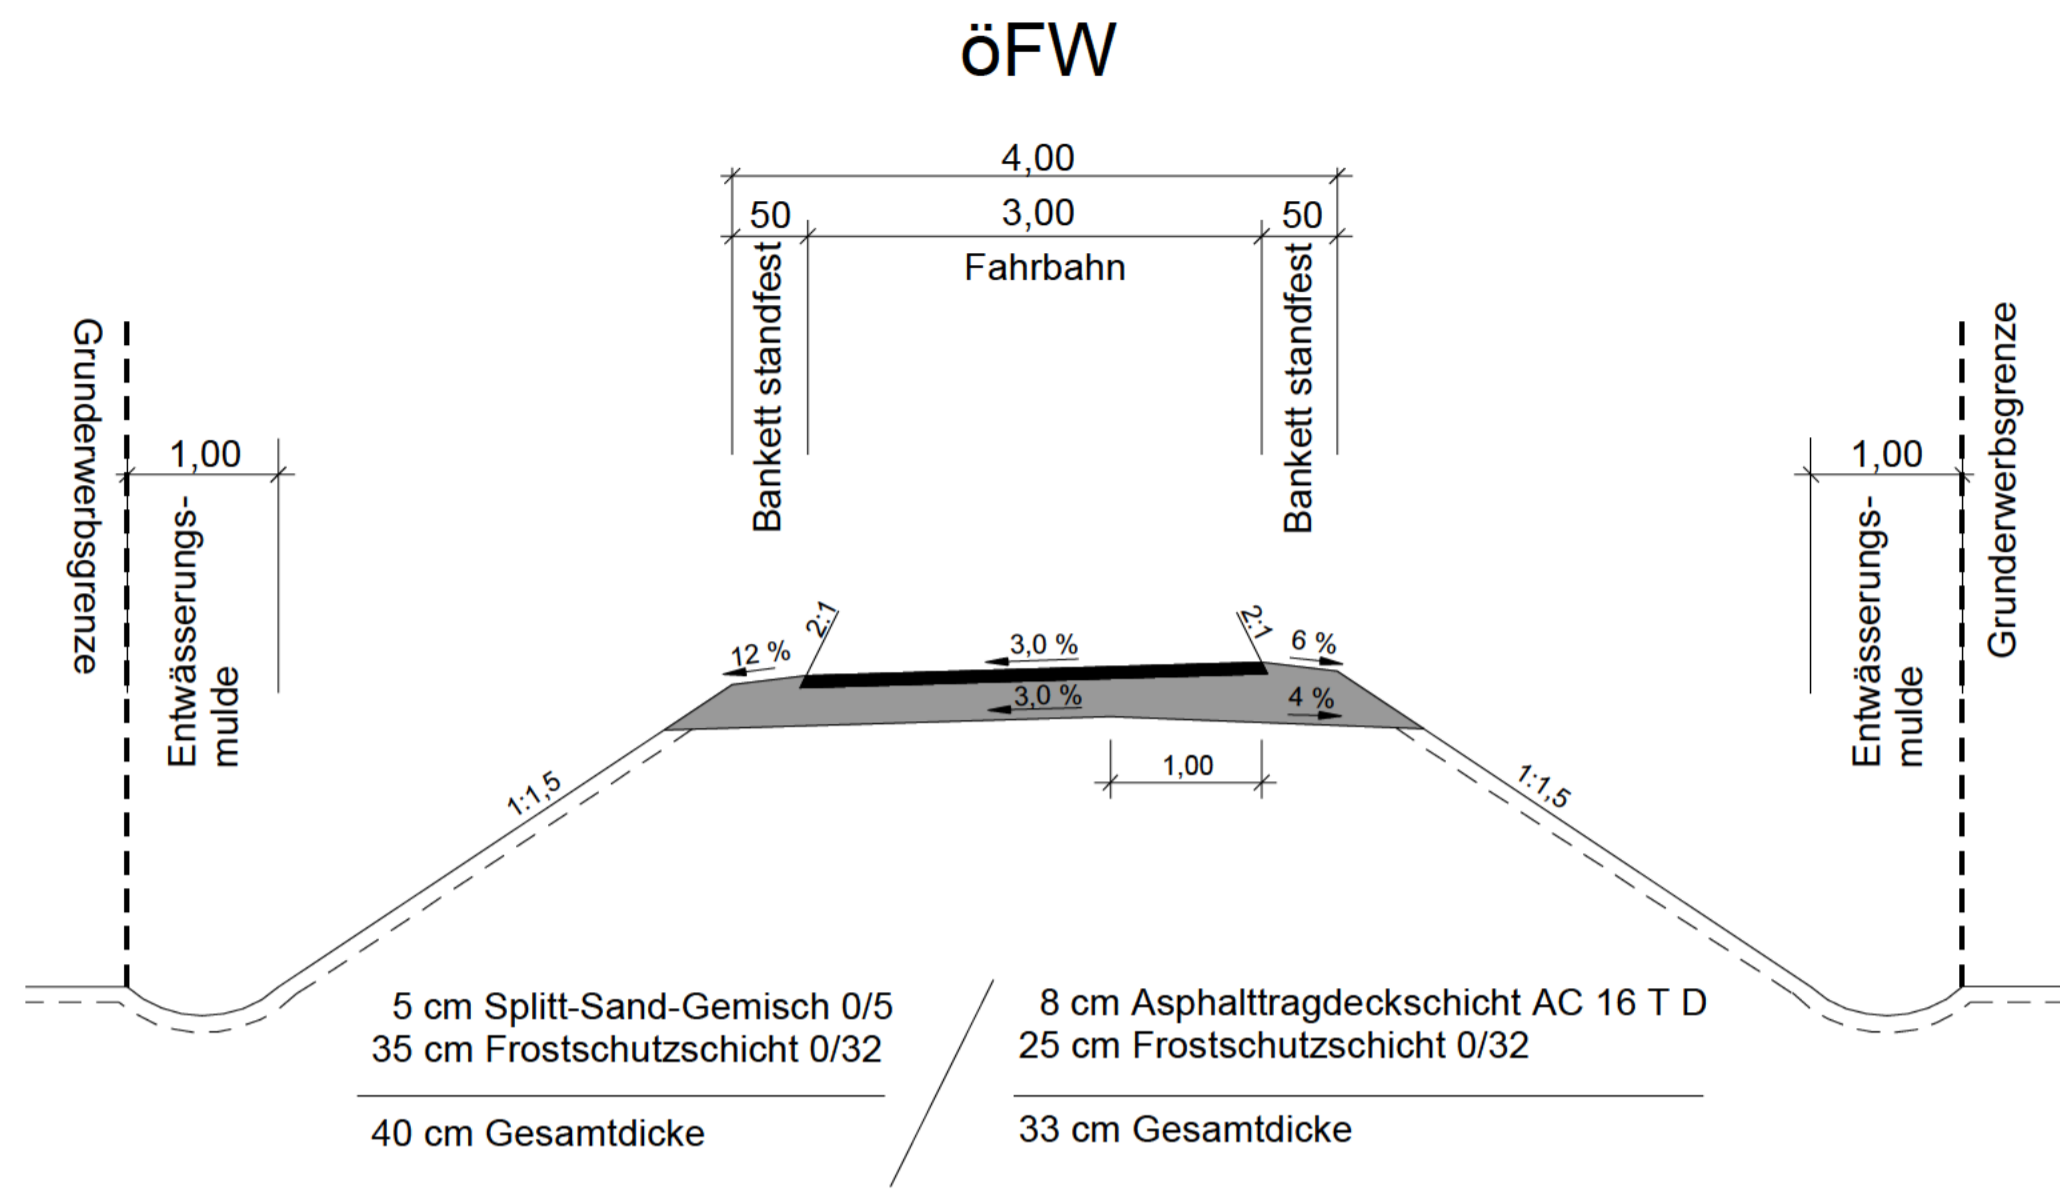 öFW
4,00
50
3,00
50
Fahrbahn
Bankett standfest
Bankett standfest
Grunderwerbsgrenze
Grunderwerbsgrenze
1,00
1,00
Entwässerungs-
mulde
Entwässerungs-
mulde
12 %
2:1
3,0 %
2:1
6 %
3,0 %
4 %
1,00
1:1,5
1:1,5
5 cm Splitt-Sand-Gemisch 0/5
35 cm Frostschutzschicht 0/32
40 cm Gesamtdicke
8 cm Asphalttragdeckschicht AC 16 T D
25 cm Frostschutzschicht 0/32
33 cm Gesamtdicke